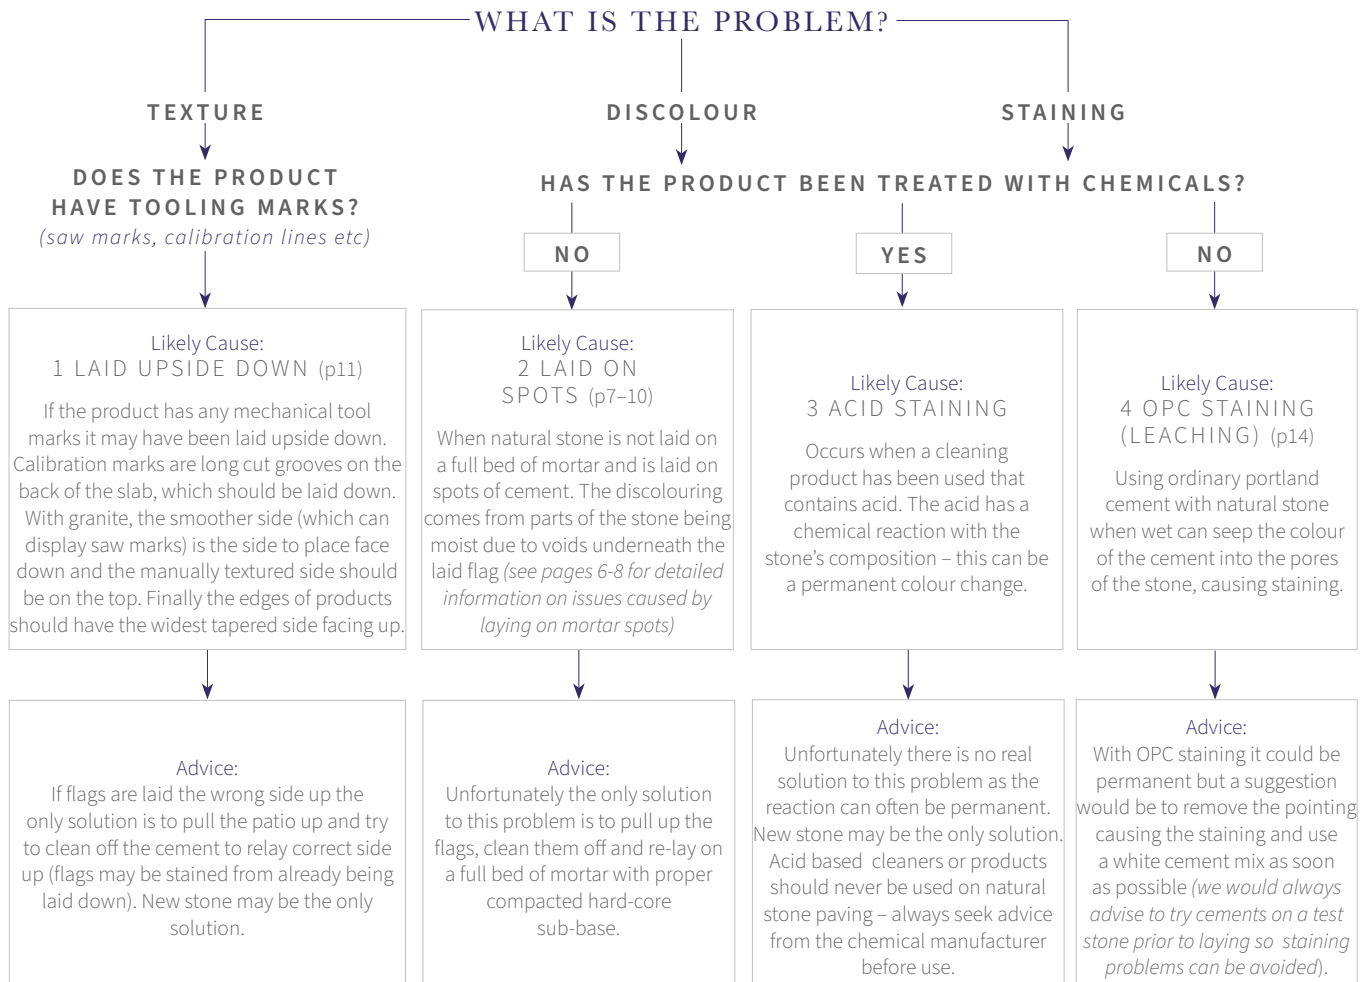 WHAT IS THE PROBLEM?
TEXTURE
DISCOLOUR
STAINING
DOES THE PRODUCT
HAVE TOOLING MARKS?
(saw marks, calibration lines etc)
HAS THE PRODUCT BEEN TREATED WITH CHEMICALS?
NO
YES
NO
Likely Cause:
1 LAID UPSIDE DOWN (p11)
If the product has any mechanical tool
marks it may have been laid upside down.
Calibration marks are long cut grooves on the
back of the slab, which should be laid down.
With granite, the smoother side (which can
display saw marks) is the side to place face
down and the manually textured side should
be on the top. Finally the edges of products
should have the widest tapered side facing up.
Likely Cause:
2 LAID ON
SPOTS (p7–10)
When natural stone is not laid on
a full bed of mortar and is laid on
spots of cement. The discolouring
comes from parts of the stone being
moist due to voids underneath the
laid flag (see pages 6-8 for detailed
information on issues caused by
laying on mortar spots)
Likely Cause:
3 ACID STAINING
Occurs when a cleaning
product has been used that
contains acid. The acid has a
chemical reaction with the
stone’s composition – this can be
a permanent colour change.
Likely Cause:
4 OPC STAINING
(LEACHING) (p14)
Using ordinary portland
cement with natural stone
when wet can seep the colour
of the cement into the pores
of the stone, causing staining.
Advice:
If flags are laid the wrong side up the
only solution is to pull the patio up and try
to clean off the cement to relay correct side
up (flags may be stained from already being
laid down). New stone may be the only
solution.
Advice:
Unfortunately the only solution
to this problem is to pull up the
flags, clean them off and re-lay on
a full bed of mortar with proper
compacted hard-core
sub-base.
Advice:
Unfortunately there is no real
solution to this problem as the
reaction can often be permanent.
New stone may be the only solution.
Acid based cleaners or products
should never be used on natural
stone paving – always seek advice
from the chemical manufacturer
before use.
Advice:
With OPC staining it could be
permanent but a suggestion
would be to remove the pointing
causing the staining and use
a white cement mix as soon
as possible (we would always
advise to try cements on a test
stone prior to laying so staining
problems can be avoided).